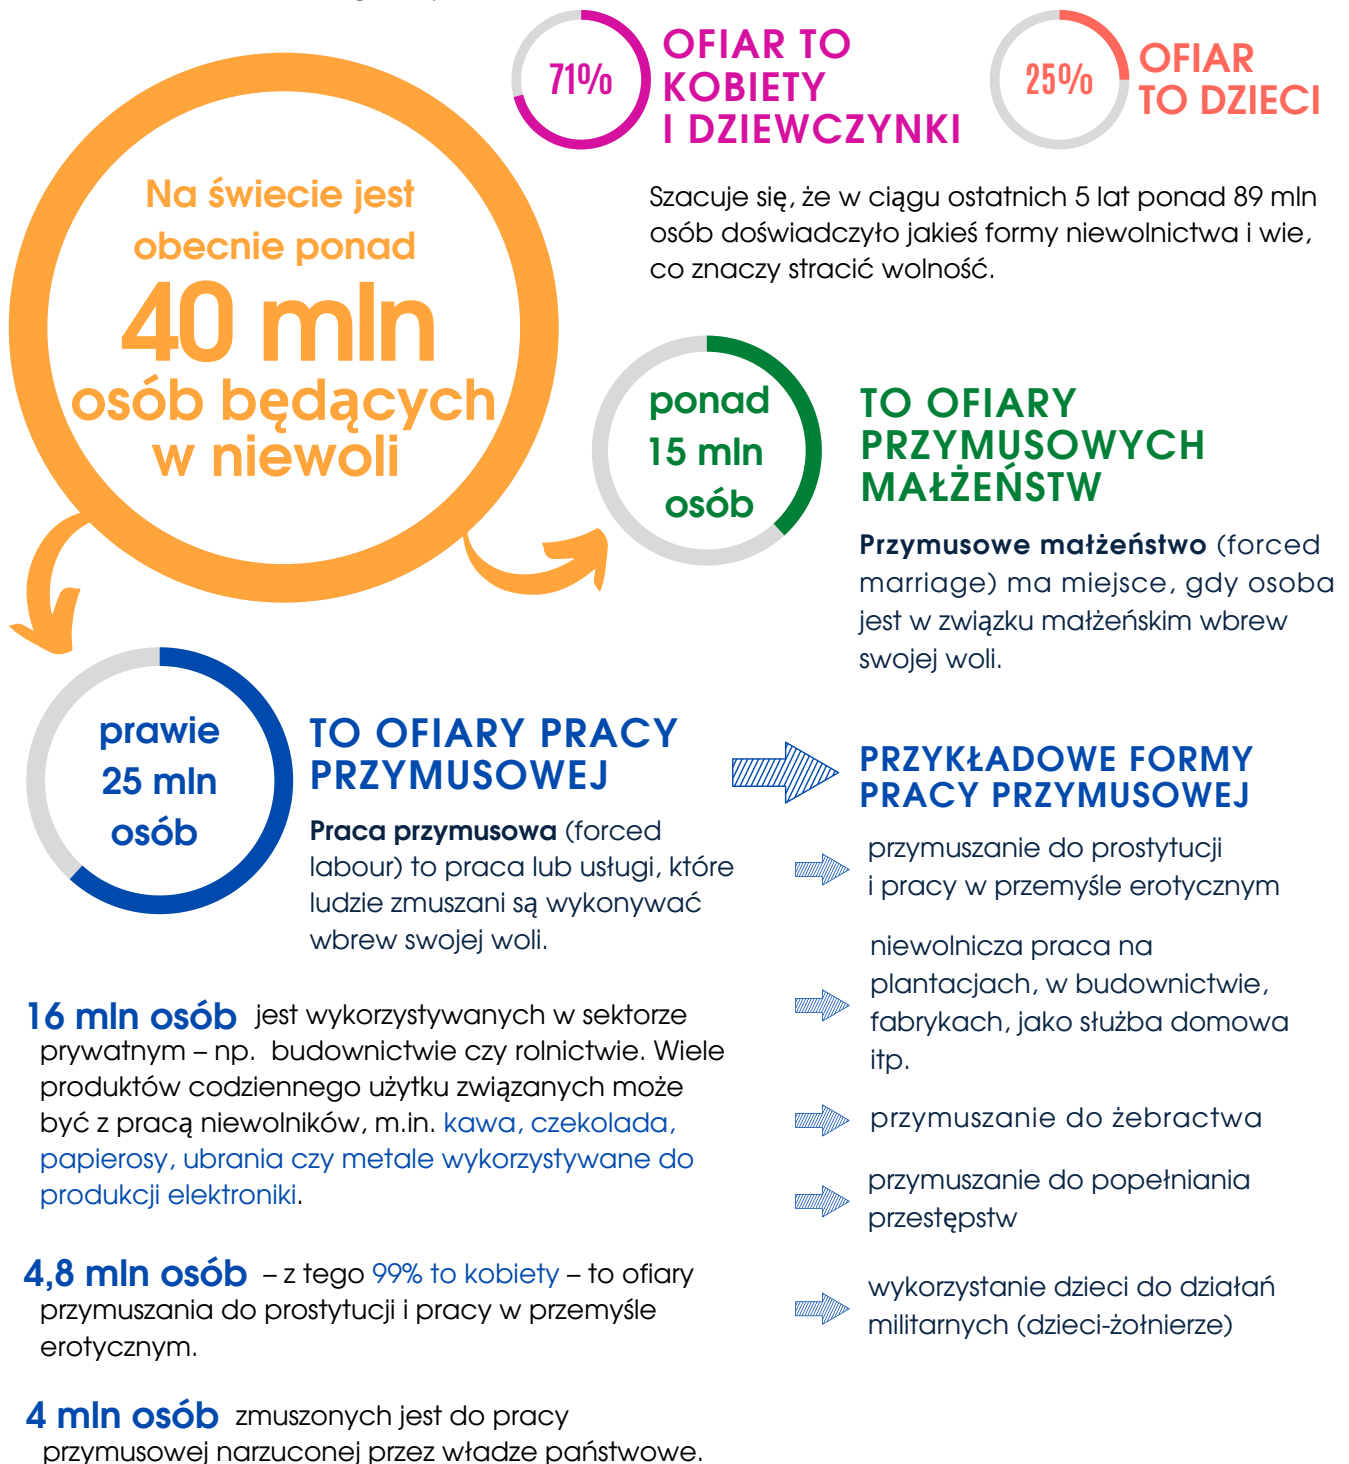 71%
OFIAR TO
KOBIETY
I DZIEWCZYNKI
25%
OFIAR
TO DZIECI
Na świecie jest
obecnie ponad
40 mln
osób będących
w niewoli
Szacuje się, że w ciągu ostatnich 5 lat ponad 89 mln
osób doświadczyło jakieś formy niewolnictwa i wie,
co znaczy stracić wolność.
ponad
15 mln
osób
TO OFIARY
PRZYMUSOWYCH
MAŁŻEŃSTW
Przymusowe małżeństwo (forced
marriage) ma miejsce, gdy osoba
jest w związku małżeńskim wbrew
swojej woli.
prawie
25 mln
osób
TO OFIARY PRACY
PRZYMUSOWEJ
Praca przymusowa (forced
labour) to praca lub usługi, które
ludzie zmuszani są wykonywać
wbrew swojej woli.
16 mln osób jest wykorzystywanych w sektorze
prywatnym – np. budownictwie czy rolnictwie. Wiele
produktów codziennego użytku związanych może
być z pracą niewolników, m.in. kawa, czekolada,
papierosy, ubrania czy metale wykorzystywane do
produkcji elektroniki.
4,8 mln osób – z tego 99% to kobiety – to ofiary
przymuszania do prostytucji i pracy w przemyśle
erotycznym.
4 mln osób zmuszonych jest do pracy
przymusowej narzuconej przez władze państwowe.
PRZYKŁADOWE FORMY
PRACY PRZYMUSOWEJ
przymuszanie do prostytucji
i pracy w przemyśle erotycznym
niewolnicza praca na
plantacjach, w budownictwie,
fabrykach, jako służba domowa
itp.
przymuszanie do żebractwa
przymuszanie do popełniania
przestępstw
wykorzystanie dzieci do działań
militarnych (dzieci-żołnierze)